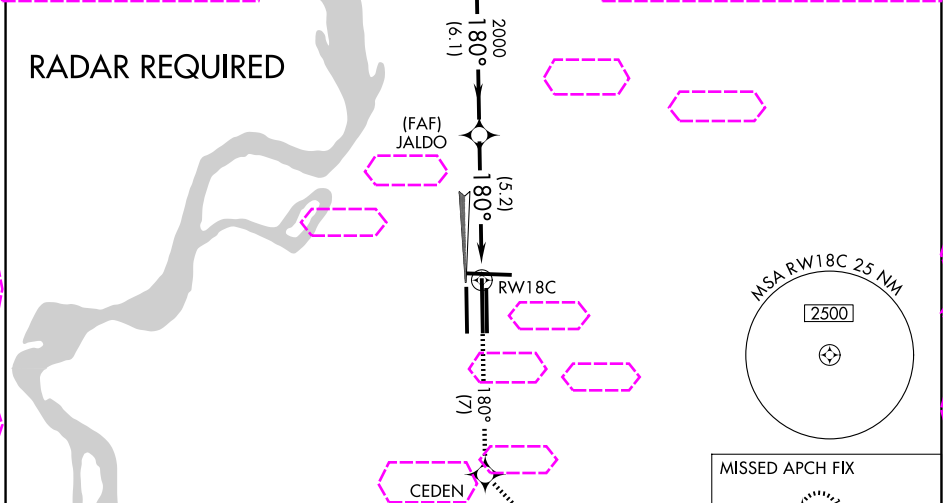 2000
180°
(6.1)
RADAR REQUIRED
(FAF)
JALDO
(5.2)
180°
RW18C
MSA RW18C 25 NM
2500
180°
(7)
CEDEN
MISSED APCH FIX